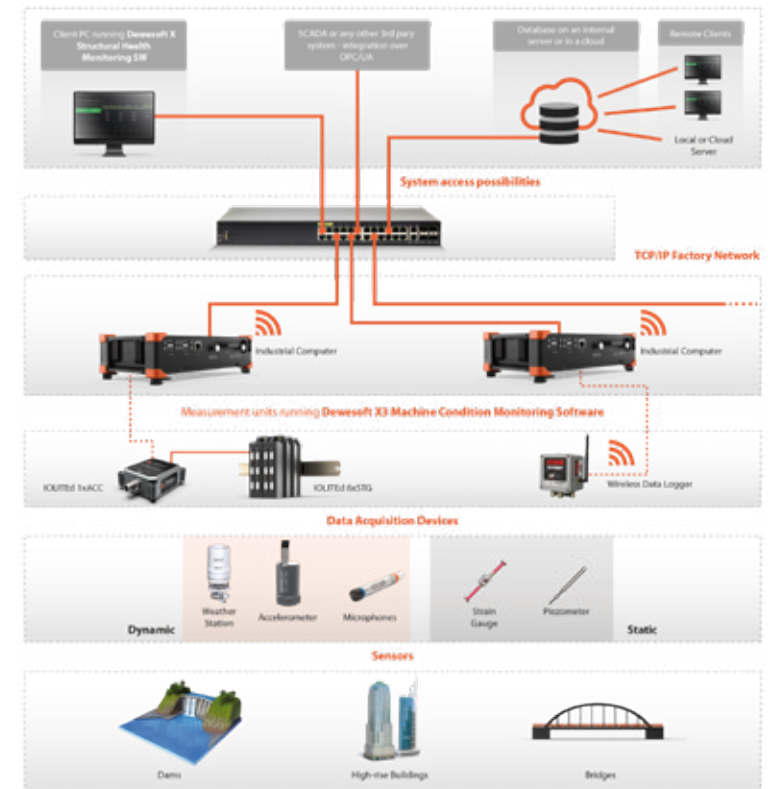 Client PC running Dewesoft X
Structural Health
Monitoring SW
SCADA or any other 3rd pary
system - integration over
OPC/UA
Database on an internal
server or in a cloud
Remote Clients
Local or Cloud
Server
System access possibilities
TCP/IP Factory Network
Industrial Computer
Industrial Computer
Measurement units running Dewesoft X3 Machine Condition Monitoring Software
IOLITEd 1xACC
IOLITEd 6xSTG
Wireless Data Logger
Data Acquisition Devices
Dynamic
Weather
Station
Accelerometer
Microphones
Strain
Gauge
Piezometer
Static
Sensors
Dams
High-rise Buildings
Bridges